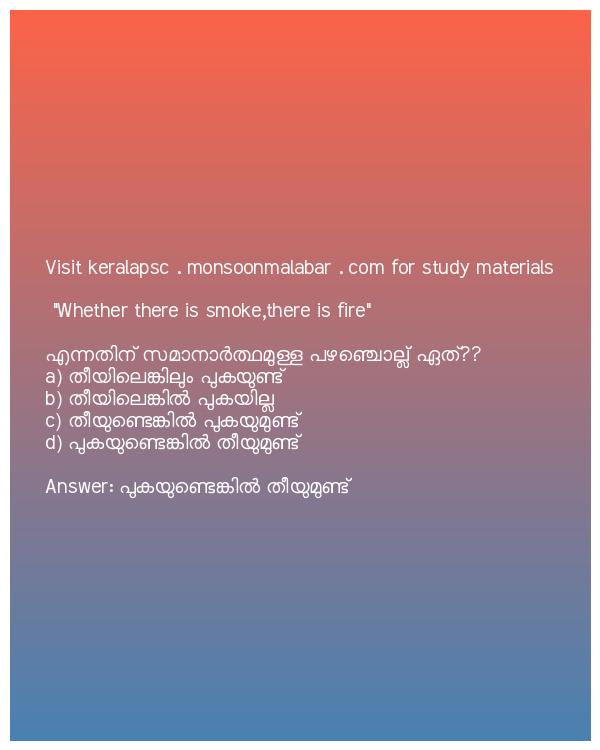 Visit keralapsc . monsoonmalabar . com for study materials
"Whether there is smoke,there is fire"
എന്നതിന് സമാനാർത്ഥമുള്ള പഴഞ്ചൊല്ല് ഏത്??
a) തീയിലെങ്കിലും പുകയുണ്ട്
b) തീയിലെങ്കിൽ പുകയില്ല
c) തീയുണ്ടെങ്കിൽ പുകയുമുണ്ട്
d) പുകയുണ്ടെങ്കിൽ തീയുമുണ്ട്
Answer: പുകയുണ്ടെങ്കിൽ തീയുമുണ്ട്